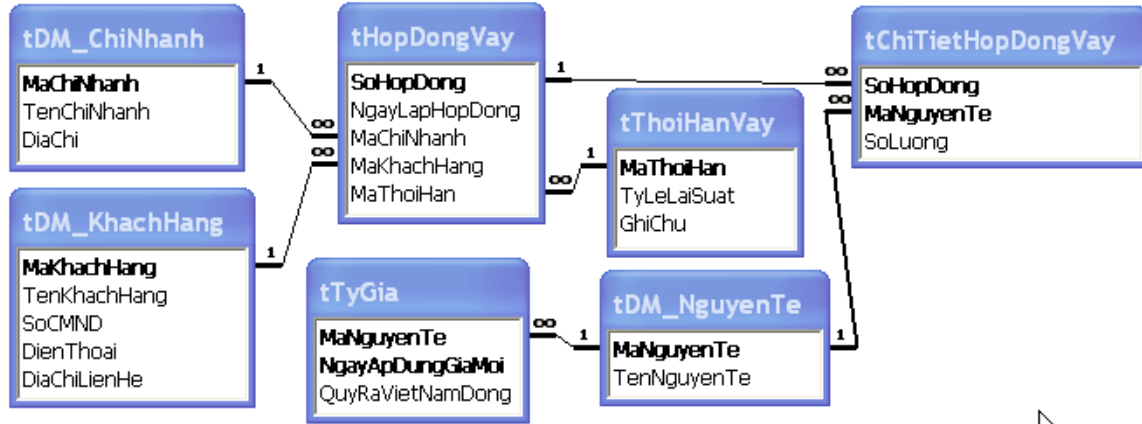 tDM_ChiNhanh
MaChiNhanh
TenChiNhanh
DiaChi
1
∞
tHopDongVay
SoHopDong
NgayLapHopDong
MaChiNhanh
MaKhachHang
MaThoiHan
1
∞
tChiTietHopDongVay
SoHopDong
MaNguyenTe
SoLuong
∞
tThoiHanVay
MaThoiHan
TyLeLaiSuat
GhiChu
1
∞
tDM_KhachHang
MaKhachHang
TenKhachHang
SoCMND
DienThoai
DiaChiLienHe
1
∞
tTyGia
MaNguyenTe
NgayApDungGiaMoi
QuyRaVietNamDong
∞
1
tDM_NguyenTe
MaNguyenTe
TenNguyenTe
1